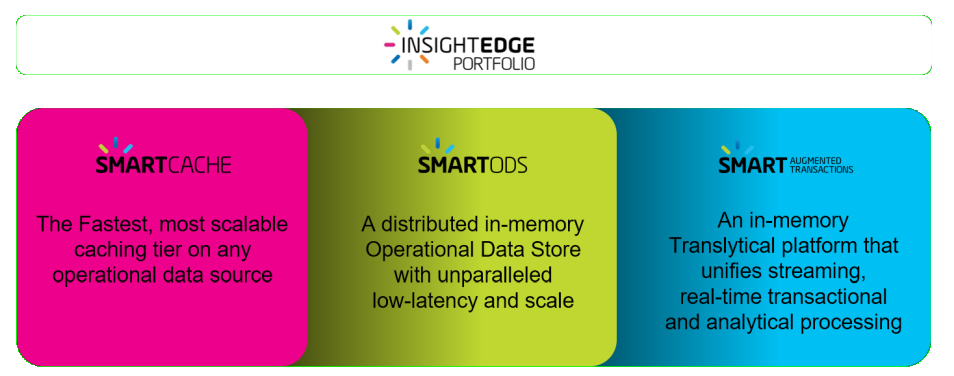 INSIGHTEDGE
PORTFOLIO
SMARTCACHE
The Fastest, most scalable
caching tier on any
operational data source
SMARTODS
A distributed in-memory
Operational Data Store
with unparalleled
low-latency and scale
SMART AUGMENTED
TRANSACTIONS
An in-memory
Translytical platform that
unifies streaming,
real-time transactional
and analytical processing